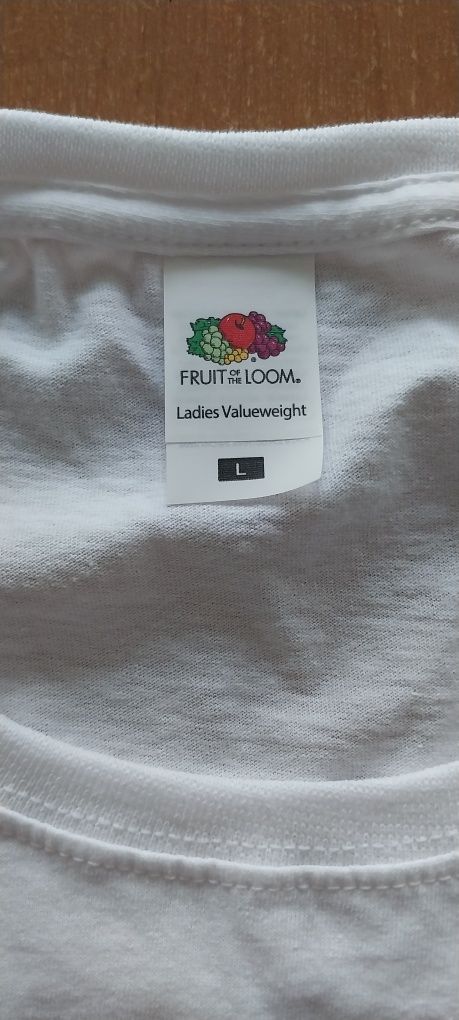 FRUIT OF THE LOOM®
Ladies Valueweight
L